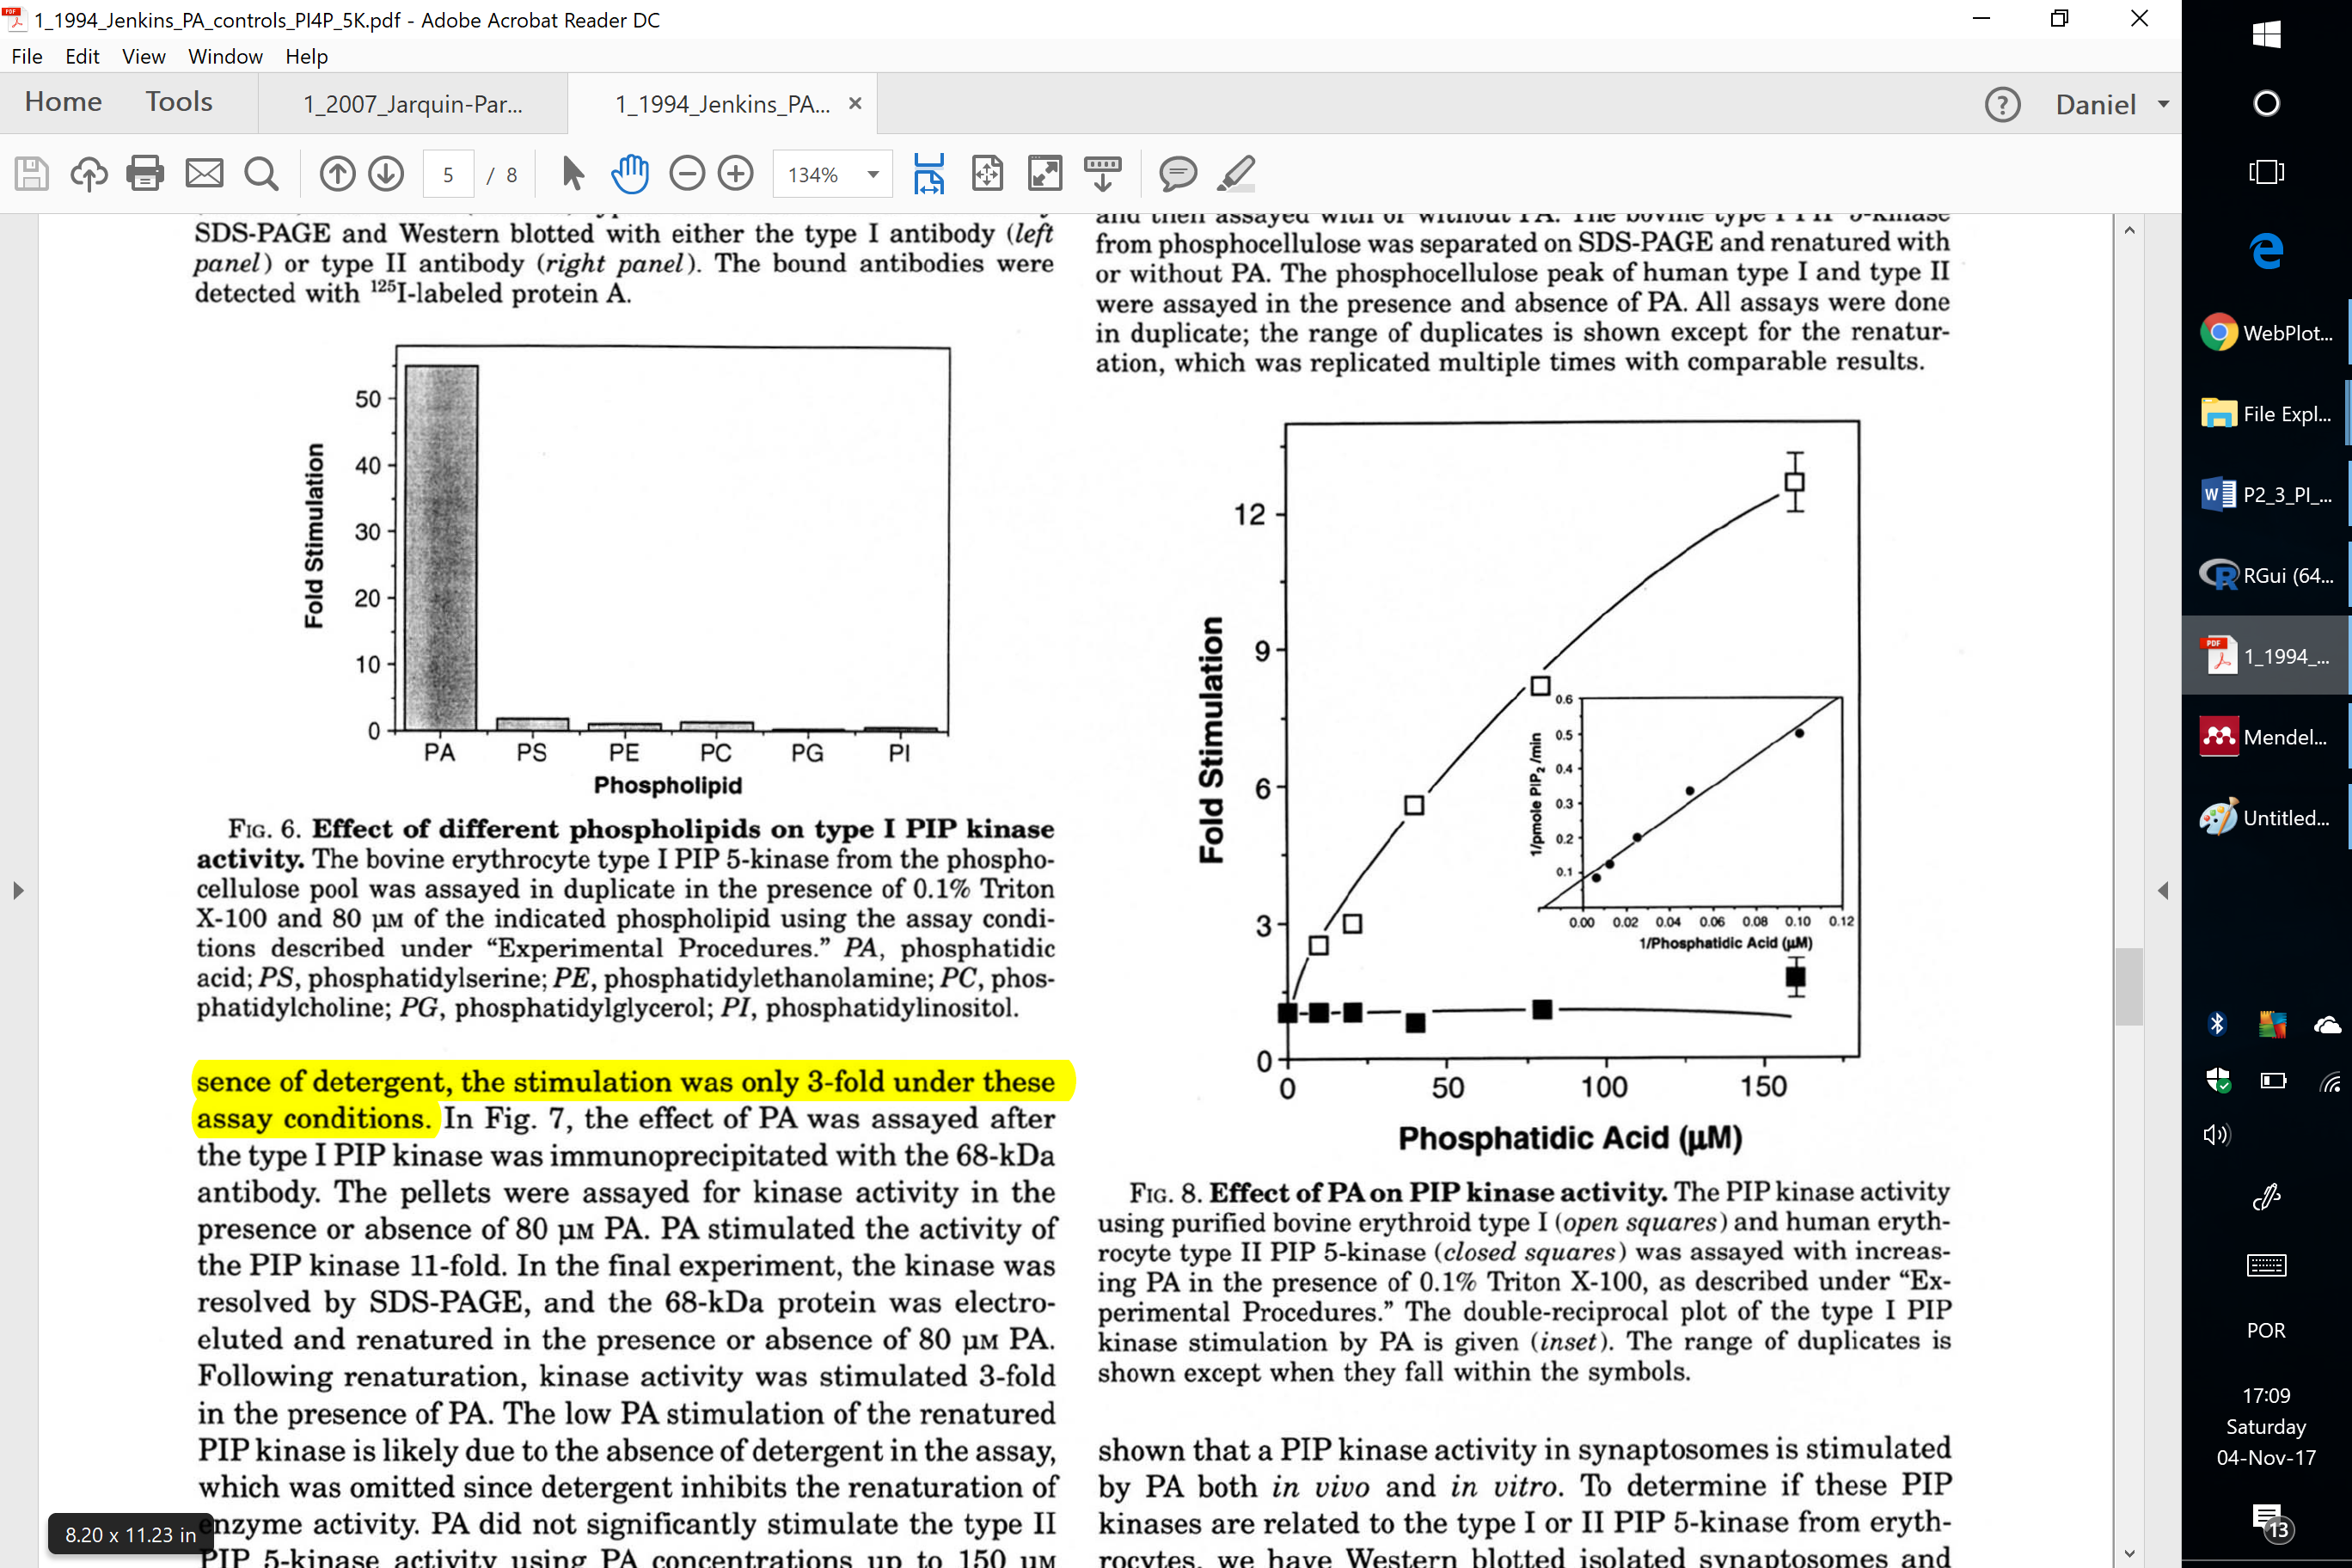 1_1994_Jenkins_PA_controls_PI4P_5K.pdf - Adobe Acrobat Reader DC
File Edit View Window Help
Home Tools 1_2007_Jarquin-Par... 1_1994_Jenkins_PA... Daniel
5 / 8 134%
SDS-PAGE and Western blotted with either the type I antibody (left
panel) or type II antibody (right panel). The bound antibodies were
detected with 125I-labeled protein A.
50
40
30
20
10
0
Fold Stimulation
PA PS PE PC PG PI
Phospholipid
FIG. 6. Effect of different phospholipids on type I PIP kinase
activity. The bovine erythrocyte type I PIP 5-kinase from the phospho-
cellulose pool was assayed in duplicate in the presence of 0.1% Triton
X-100 and 80 μM of the indicated phospholipid using the assay condi-
tions described under “Experimental Procedures.” PA, phosphatidic
acid; PS, phosphatidylserine; PE, phosphatidylethanolamine; PC, phos-
phatidylcholine; PG, phosphatidylglycerol; PI, phosphatidylinositol.
sence of detergent, the stimulation was only 3-fold under these
assay conditions. In Fig. 7, the effect of PA was assayed after
the type I PIP kinase was immunoprecipitated with the 68-kDa
antibody. The pellets were assayed for kinase activity in the
presence or absence of 80 μM PA. PA stimulated the activity of
the PIP kinase 11-fold. In the final experiment, the kinase was
resolved by SDS-PAGE, and the 68-kDa protein was electro-
eluted and renatured in the presence or absence of 80 μM PA.
Following renaturation, kinase activity was stimulated 3-fold
in the presence of PA. The low PA stimulation of the renatured
PIP kinase is likely due to the absence of detergent in the assay,
which was omitted since detergent inhibits the renaturation of
enzyme activity. PA did not significantly stimulate the type II
PIP 5-kinase activity using PA concentrations up to 150 μM
8.20 x 11.23 in
and then assayed with or without PA. The bovine type I PIP 5-kinase
from phosphocellulose was separated on SDS-PAGE and renatured with
or without PA. The phosphocellulose peak of human type I and type II
were assayed in the presence and absence of PA. All assays were done
in duplicate; the range of duplicates is shown except for the renatur-
ation, which was replicated multiple times with comparable results.
12
9
6
3
0
Fold Stimulation
0 50 100 150
Phosphatidic Acid (μM)
0.6
0.5
0.4
0.3
0.2
0.1
1/pmole PIP2 /min
0.00 0.02 0.04 0.06 0.08 0.10 0.12
1/Phosphatidic Acid (μM)
FIG. 8. Effect of PA on PIP kinase activity. The PIP kinase activity
using purified bovine erythroid type I (open squares) and human eryth-
rocyte type II PIP 5-kinase (closed squares) was assayed with increas-
ing PA in the presence of 0.1% Triton X-100, as described under “Ex-
perimental Procedures.” The double-reciprocal plot of the type I PIP
kinase stimulation by PA is given (inset). The range of duplicates is
shown except when they fall within the symbols.
shown that a PIP kinase activity in synaptosomes is stimulated
by PA both in vivo and in vitro. To determine if these PIP
kinases are related to the type I or II PIP 5-kinase from eryth-
rocytes, we have Western blotted isolated synaptosomes and
WebPlot...
File Expl...
P2_3_PI_...
RGui (64...
1_1994_...
Mendel...
Untitled...
POR
17:09
Saturday
04-Nov-17
13